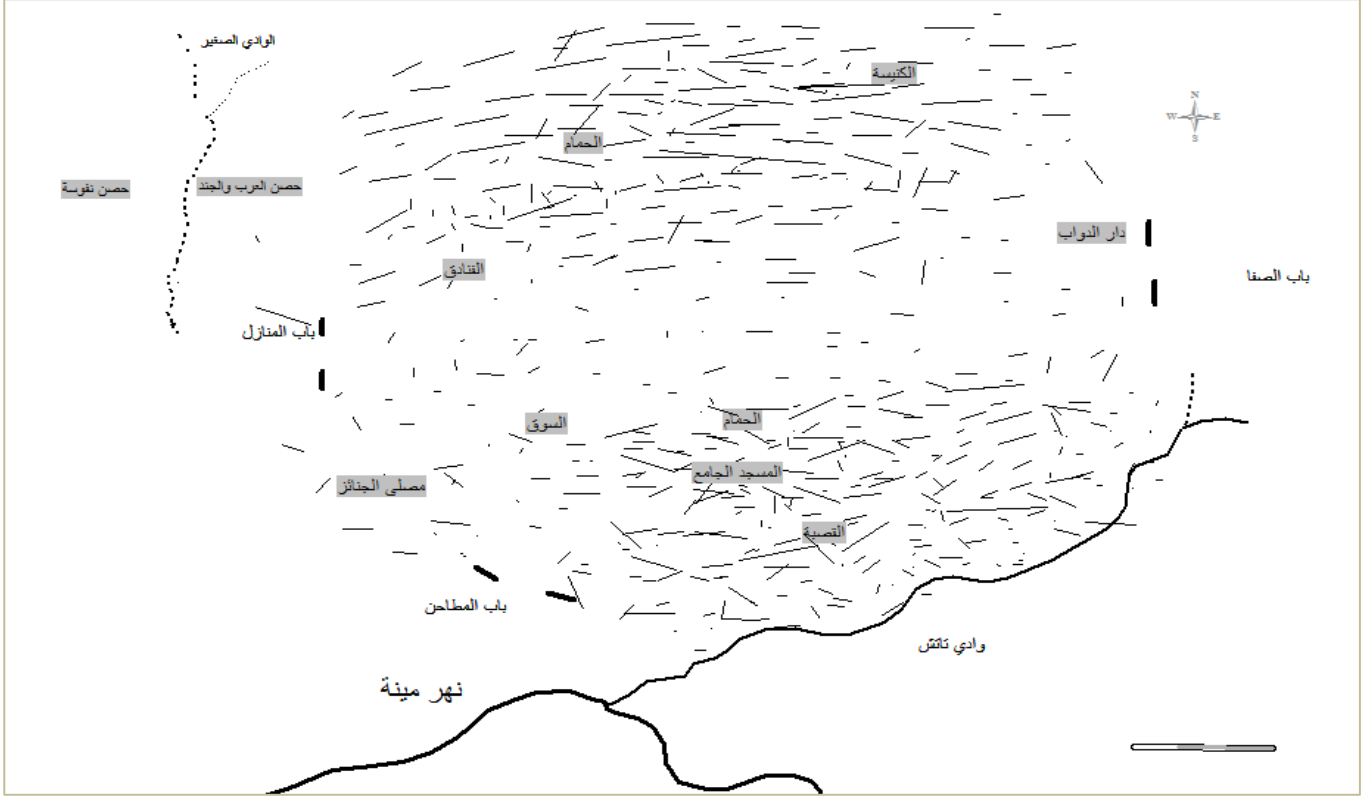 الوادي الصغير
الكنيسة
N
W E
S
الحمام
حصن العرب والجند
حصن نفوسة
دار الدواب
الفنادق
باب الصفا
باب المنازل
الحمام
السوق
المسجد الجامع
مصلى الجنائز
القصبة
باب المطاحن
وادي تاتش
نهر مينة